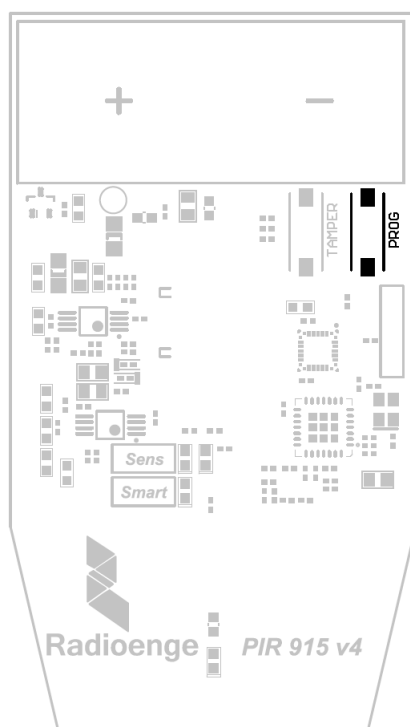 + −
TAMPER
PROG
Sens
Smart
Radioenge
PIR 915 v4